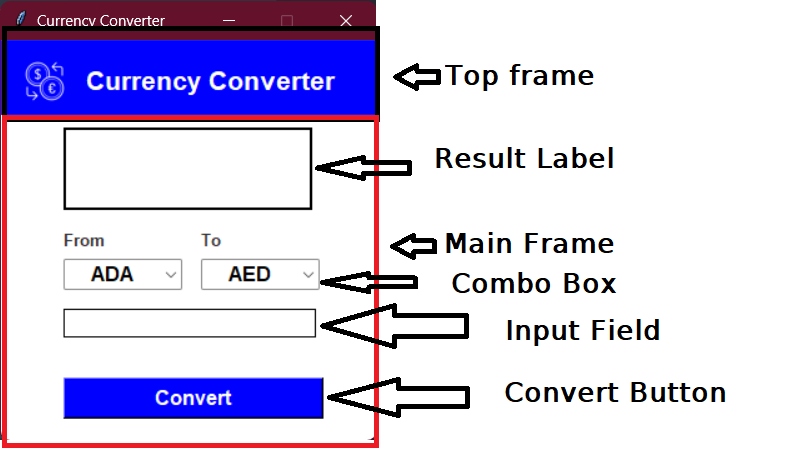 Currency Converter
$ Currency Converter
€
Top frame
Result Label
From To
Main Frame
ADA AED
Combo Box
Input Field
Convert
Convert Button